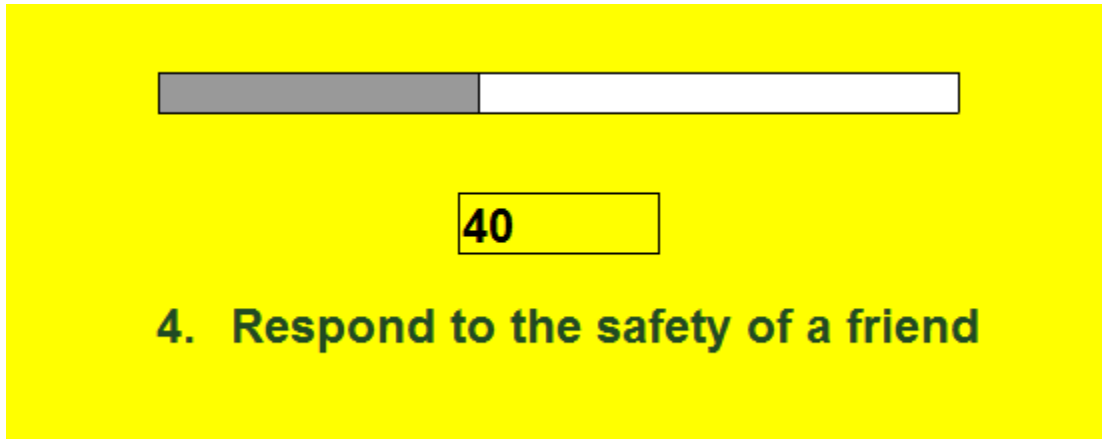 40
4. Respond to the safety of a friend